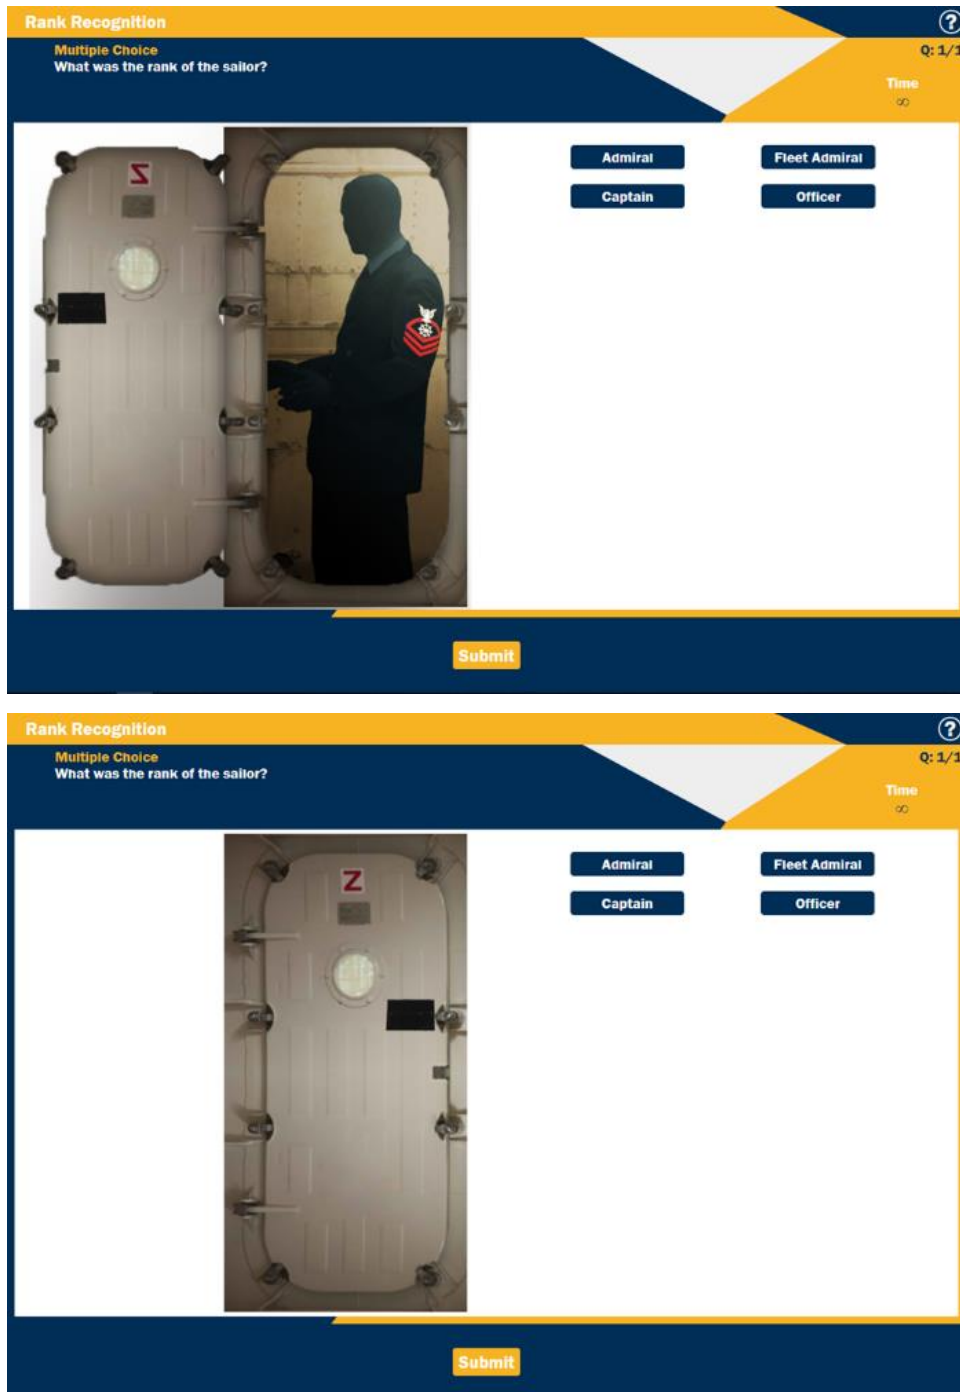 Rank Recognition
?
Multiple Choice
Q: 1/1
What was the rank of the sailor?
Time
∞
Z
Admiral
Fleet Admiral
Captain
Officer
Submit
Rank Recognition
?
Multiple Choice
Q: 1/1
What was the rank of the sailor?
Time
∞
Z
Admiral
Fleet Admiral
Captain
Officer
Submit